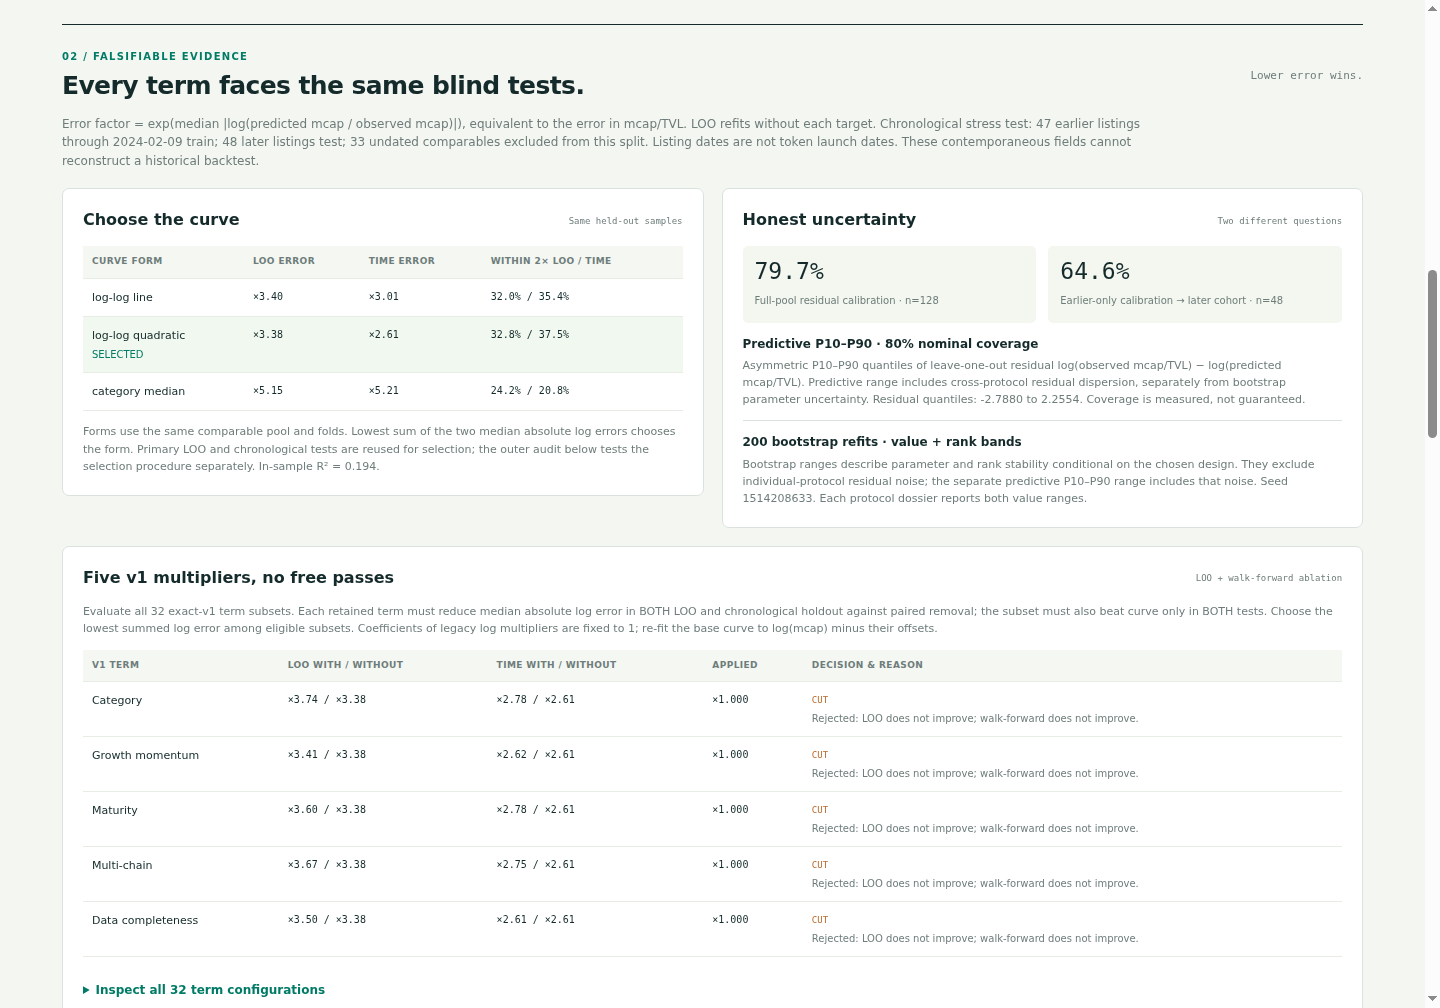 02 / FALSIFIABLE EVIDENCE
Every term faces the same blind tests.
Lower error wins.
Error factor = exp(median |log(predicted mcap / observed mcap)|), equivalent to the error in mcap/TVL. LOO refits without each target. Chronological stress test: 47 earlier listings
through 2024-02-09 train; 48 later listings test; 33 undated comparables excluded from this split. Listing dates are not token launch dates. These contemporaneous fields cannot
reconstruct a historical backtest.
Choose the curve
Same held-out samples
CURVE FORM LOO ERROR TIME ERROR WITHIN 2× LOO / TIME
log-log line ×3.40 ×3.01 32.0% / 35.4%
log-log quadratic ×3.38 ×2.61 32.8% / 37.5%
SELECTED
category median ×5.15 ×5.21 24.2% / 20.8%
Forms use the same comparable pool and folds. Lowest sum of the two median absolute log errors chooses
the form. Primary LOO and chronological tests are reused for selection; the outer audit below tests the
selection procedure separately. In-sample R² = 0.194.
Honest uncertainty
Two different questions
79.7%
Full-pool residual calibration · n=128
64.6%
Earlier-only calibration → later cohort · n=48
Predictive P10–P90 · 80% nominal coverage
Asymmetric P10–P90 quantiles of leave-one-out residual log(observed mcap/TVL) − log(predicted
mcap/TVL). Predictive range includes cross-protocol residual dispersion, separately from bootstrap
parameter uncertainty. Residual quantiles: -2.7880 to 2.2554. Coverage is measured, not guaranteed.
200 bootstrap refits · value + rank bands
Bootstrap ranges describe parameter and rank stability conditional on the chosen design. They exclude
individual-protocol residual noise; the separate predictive P10–P90 range includes that noise. Seed
1514208633. Each protocol dossier reports both value ranges.
Five v1 multipliers, no free passes
LOO + walk-forward ablation
Evaluate all 32 exact-v1 term subsets. Each retained term must reduce median absolute log error in BOTH LOO and chronological holdout against paired removal; the subset must also beat curve only in BOTH tests. Choose the
lowest summed log error among eligible subsets. Coefficients of legacy log multipliers are fixed to 1; re-fit the base curve to log(mcap) minus their offsets.
V1 TERM LOO WITH / WITHOUT TIME WITH / WITHOUT APPLIED DECISION & REASON
Category ×3.74 / ×3.38 ×2.78 / ×2.61 ×1.000 CUT
Rejected: LOO does not improve; walk-forward does not improve.
Growth momentum ×3.41 / ×3.38 ×2.62 / ×2.61 ×1.000 CUT
Rejected: LOO does not improve; walk-forward does not improve.
Maturity ×3.60 / ×3.38 ×2.78 / ×2.61 ×1.000 CUT
Rejected: LOO does not improve; walk-forward does not improve.
Multi-chain ×3.67 / ×3.38 ×2.75 / ×2.61 ×1.000 CUT
Rejected: LOO does not improve; walk-forward does not improve.
Data completeness ×3.50 / ×3.38 ×2.61 / ×2.61 ×1.000 CUT
Rejected: LOO does not improve; walk-forward does not improve.
Inspect all 32 term configurations